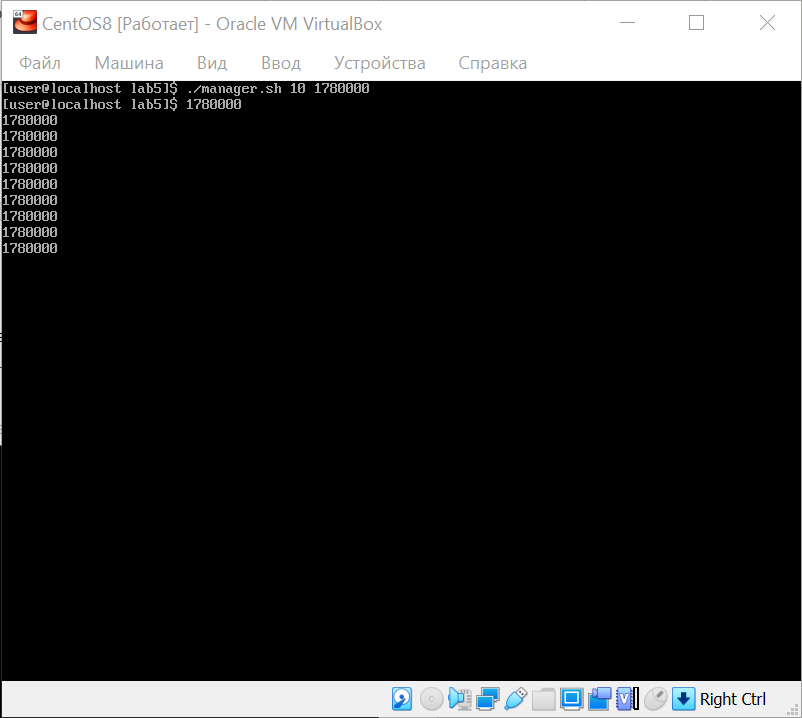 CentOS8 [Работает] - Oracle VM VirtualBox
Файл Машина Вид Ввод Устройства Справка
[user@localhost lab5]$ ./manager.sh 10 1780000
[user@localhost lab5]$ 1780000
1780000
1780000
1780000
1780000
1780000
1780000
1780000
1780000
1780000
Right Ctrl